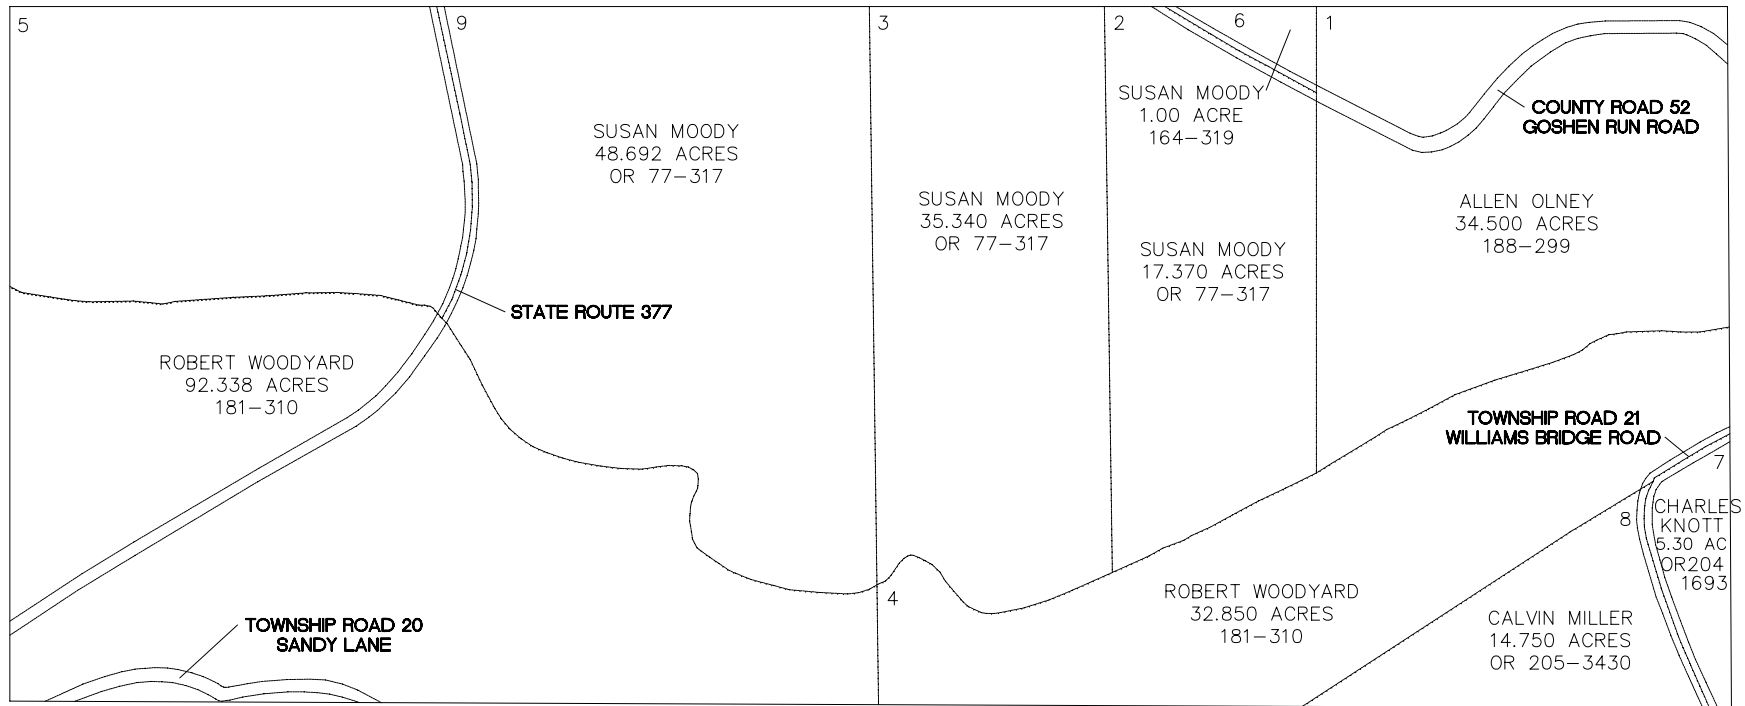 5
9
3
2
6
1
SUSAN MOODY
1.00 ACRE
164-319
COUNTY ROAD 52
GOSHEN RUN ROAD
SUSAN MOODY
48.692 ACRES
OR 77-317
SUSAN MOODY
35.340 ACRES
OR 77-317
ALLEN OLNEY
34.500 ACRES
188-299
SUSAN MOODY
17.370 ACRES
OR 77-317
STATE ROUTE 377
ROBERT WOODYARD
92.338 ACRES
181-310
TOWNSHIP ROAD 21
WILLIAMS BRIDGE ROAD
7
8
CHARLES
KNOTT
5.30 AC
OR204
1693
4
ROBERT WOODYARD
32.850 ACRES
181-310
CALVIN MILLER
14.750 ACRES
OR 205-3430
TOWNSHIP ROAD 20
SANDY LANE